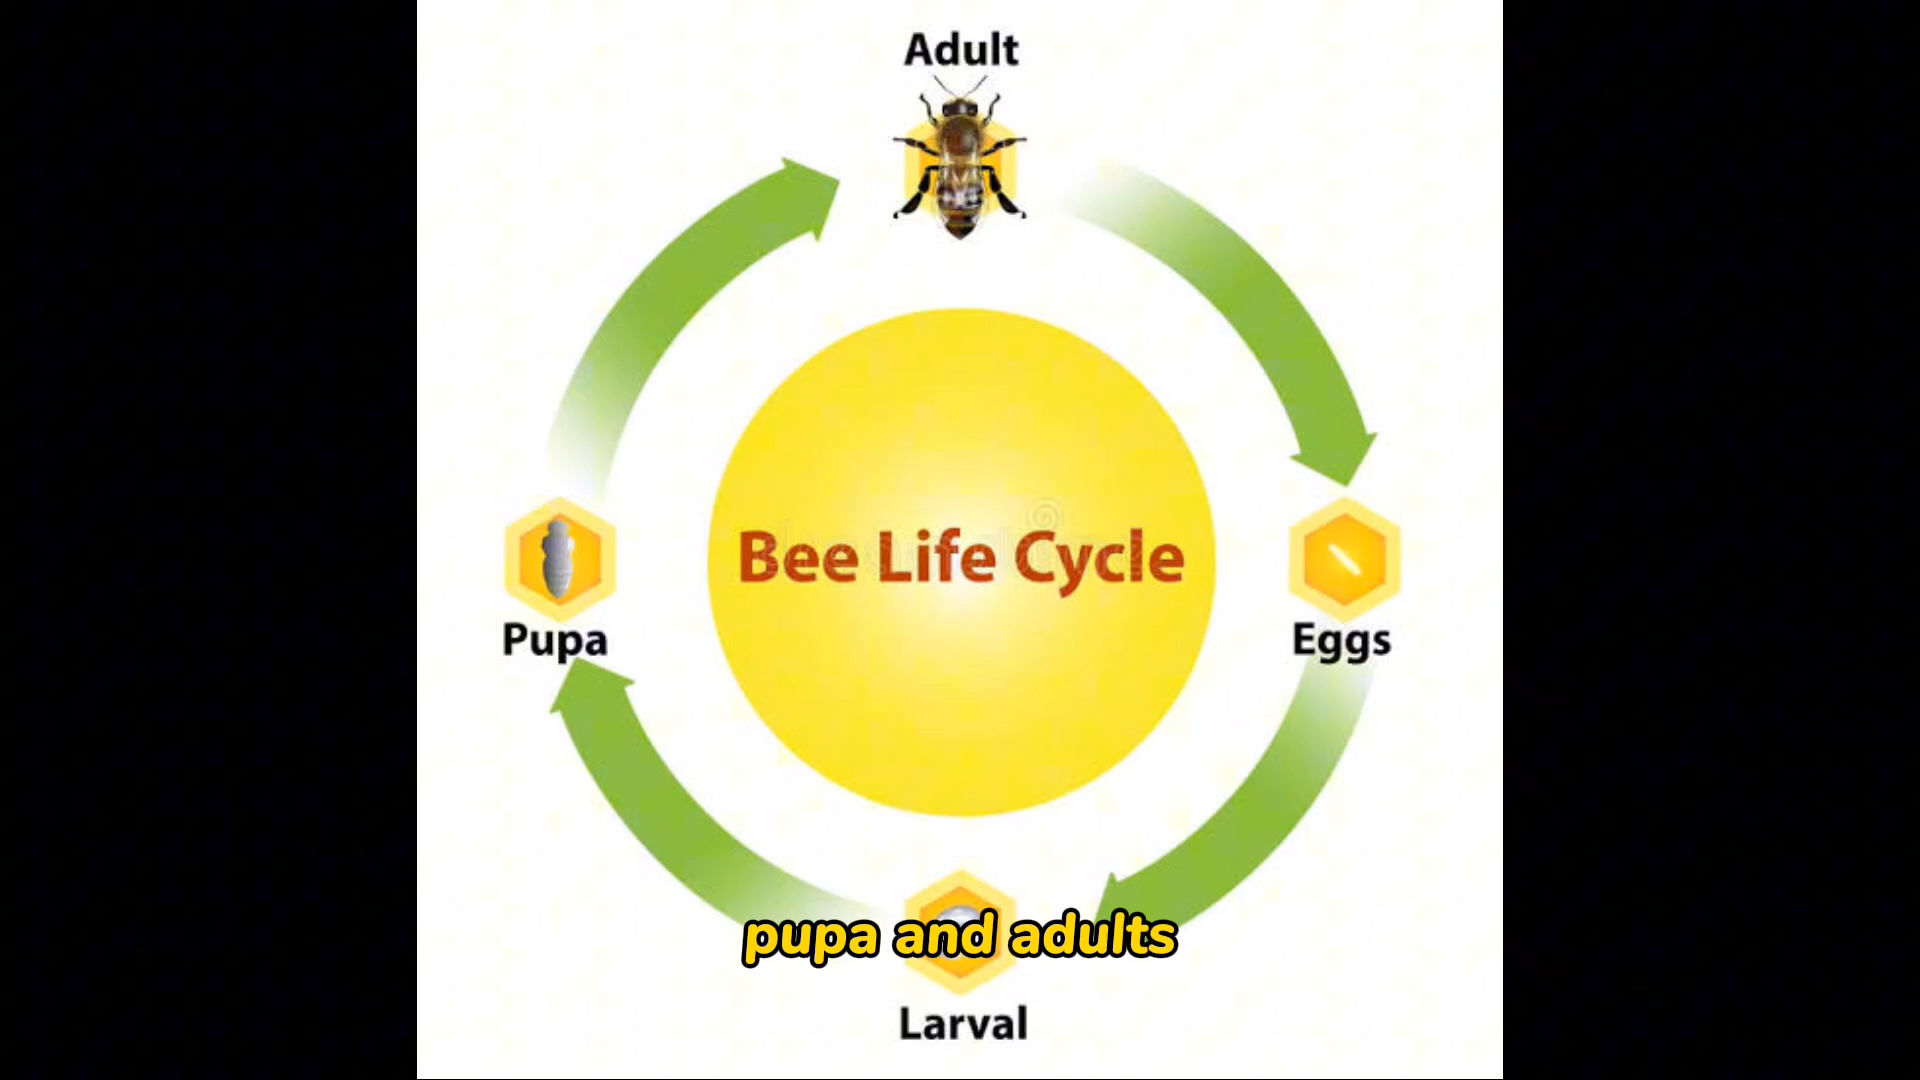 Adult
Bee Life Cycle
Pupa
Eggs
pupa and adults
Larval